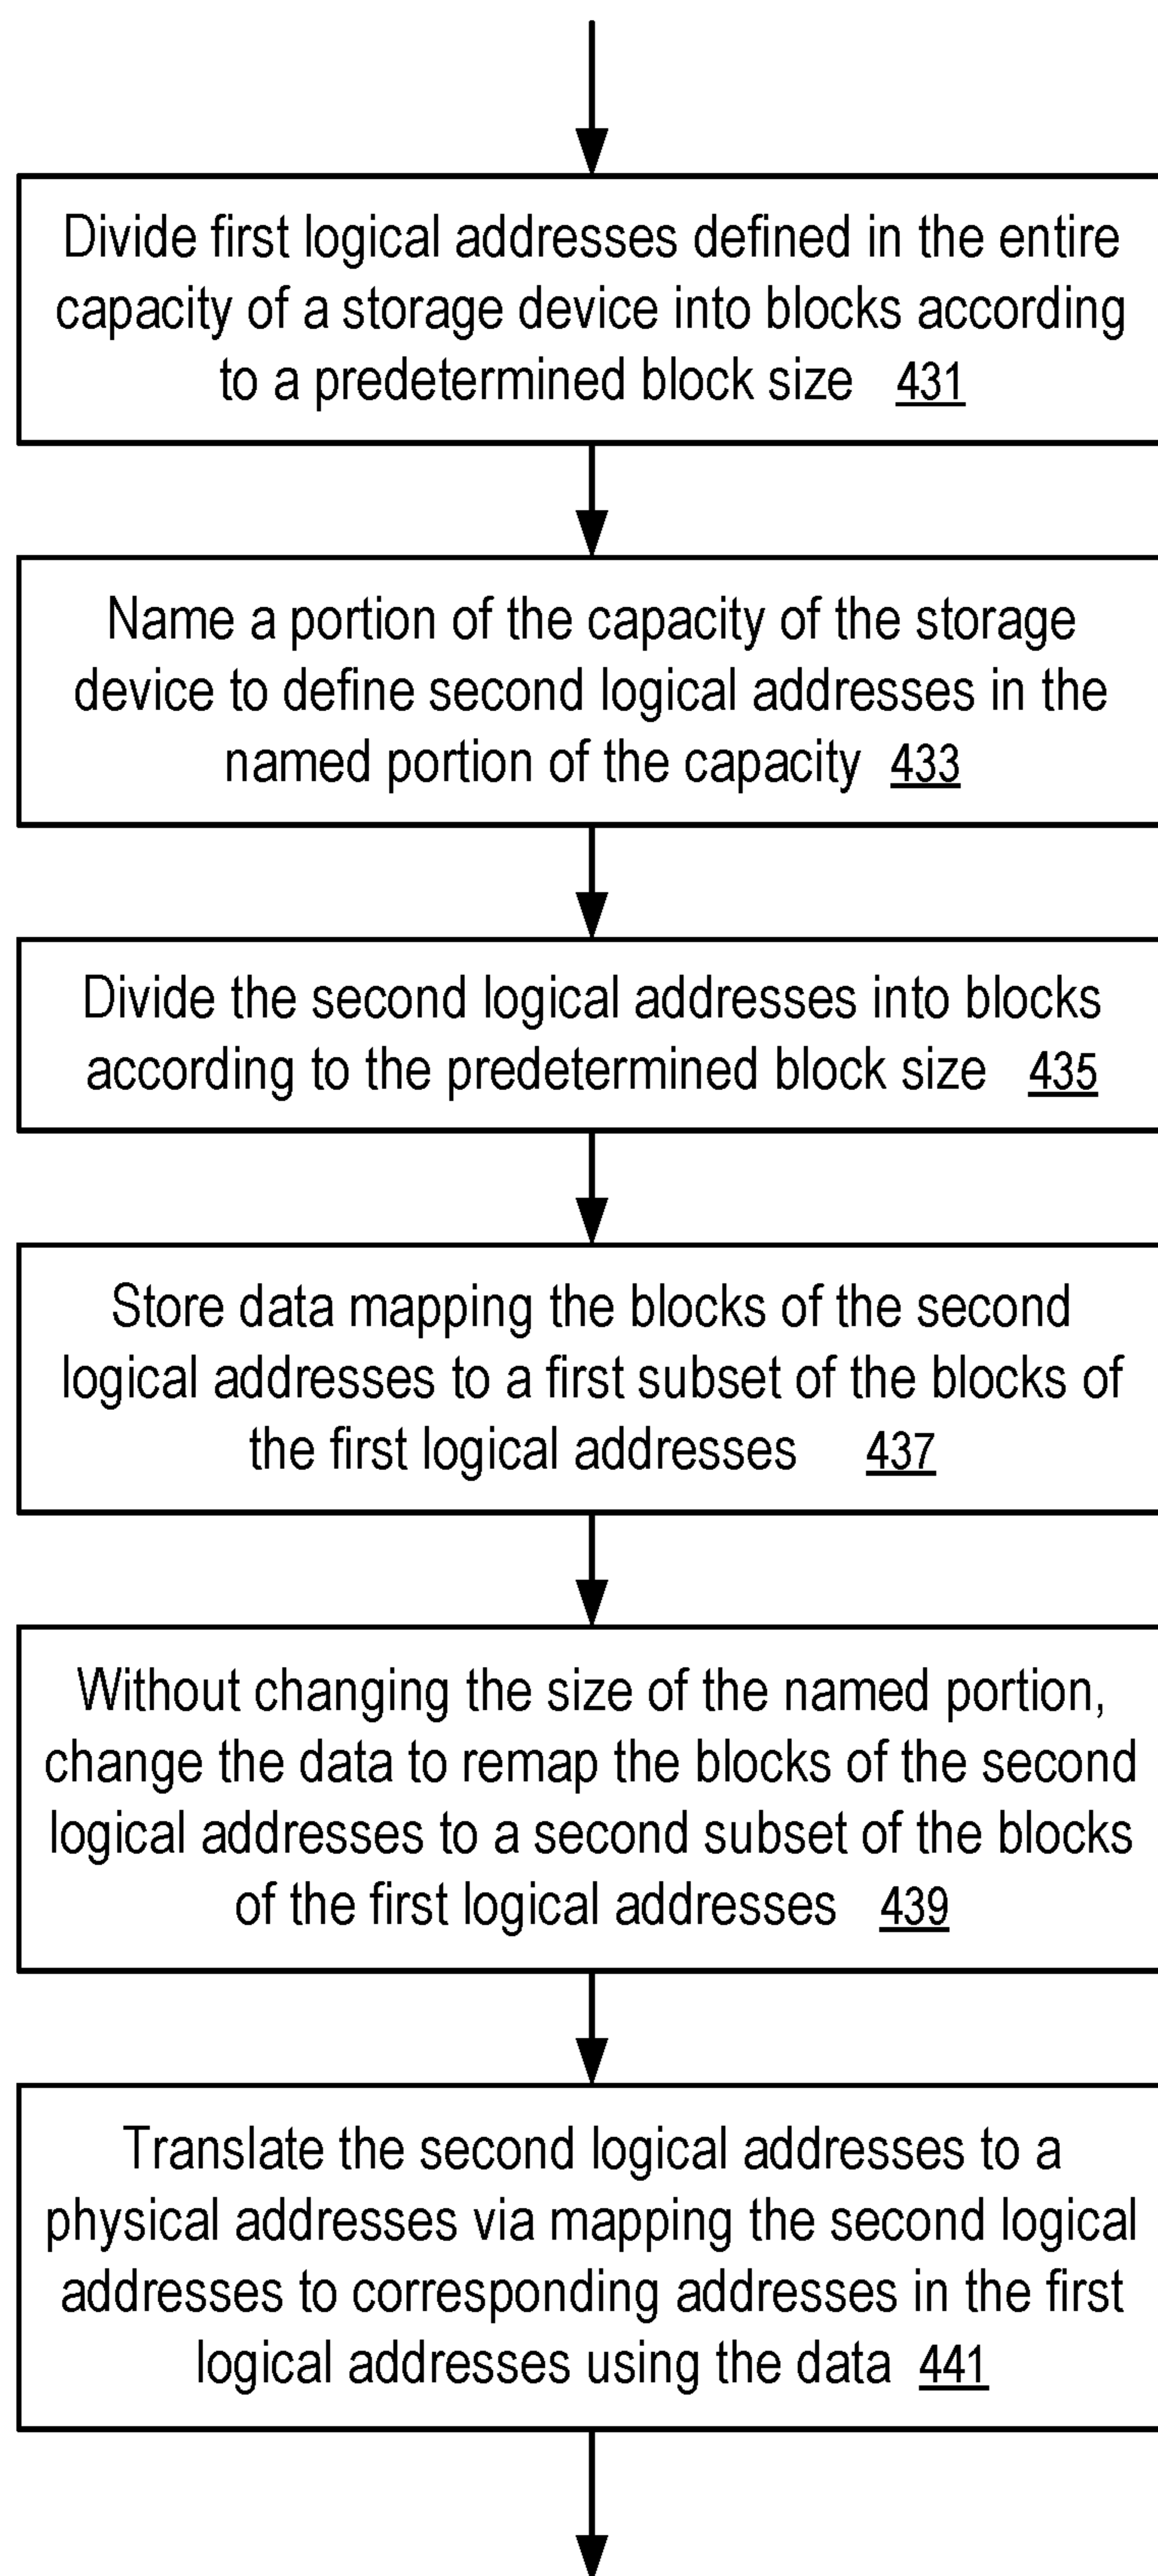 Divide first logical addresses defined in the entire
capacity of a storage device into blocks according
to a predetermined block size 431
Name a portion of the capacity of the storage
device to define second logical addresses in the
named portion of the capacity 433
Divide the second logical addresses into blocks
according to the predetermined block size 435
Store data mapping the blocks of the second
logical addresses to a first subset of the blocks of
the first logical addresses 437
Without changing the size of the named portion,
change the data to remap the blocks of the second
logical addresses to a second subset of the blocks
of the first logical addresses 439
Translate the second logical addresses to a
physical addresses via mapping the second logical
addresses to corresponding addresses in the first
logical addresses using the data 441